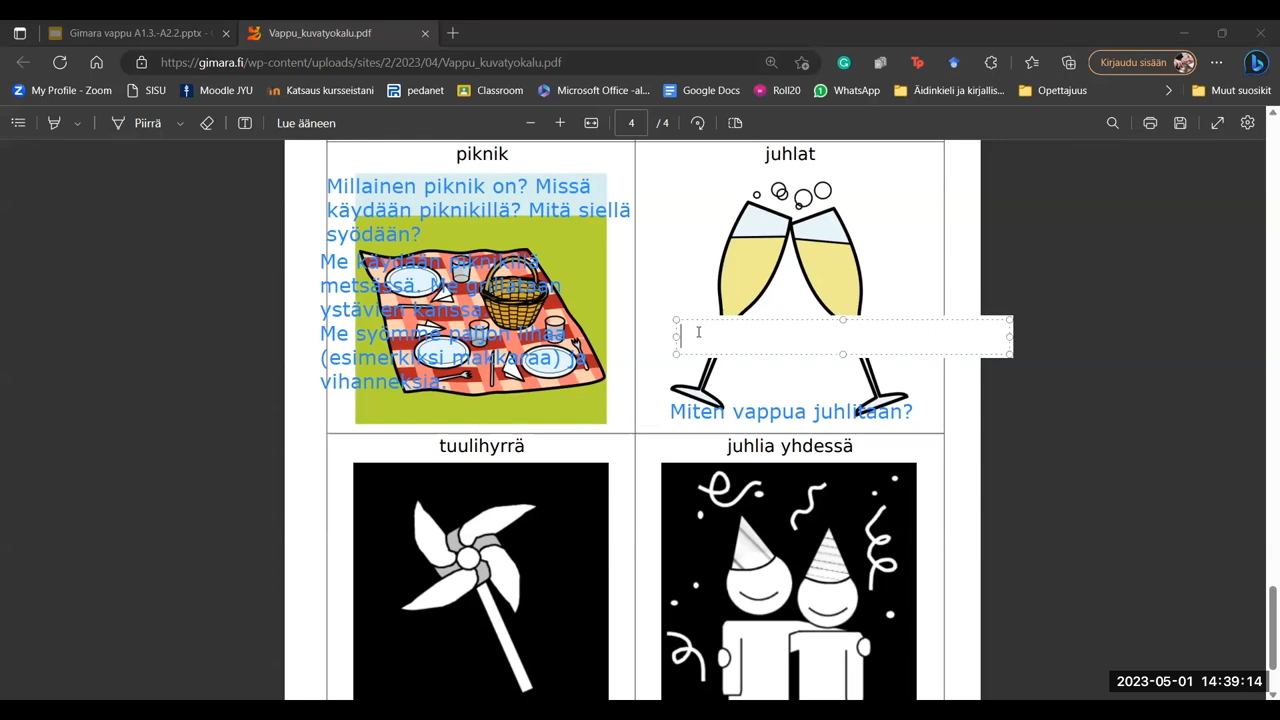 Gimara vappu A1.3.-A2.2.pptx -
Vappu_kuvatyokalu.pdf
https://gimara.fi/wp-content/uploads/sites/2/2023/04/Vappu_kuvatyokalu.pdf
Kirjaudu sisään
My Profile - Zoom
SISU
Moodle JYU
Katsaus kursseistani
pedanet
Classroom
Microsoft Office -al...
Google Docs
Roll20
WhatsApp
Äidinkieli ja kirjallis...
Opettajuus
Muut suosikit
Piirrä
Lue ääneen
4 / 4
piknik
Millainen piknik on? Missä
käydään piknikillä? Mitä siellä
syödään?
Me käydään piknikillä
metsässä. Me grillataan
ystävien kanssa.
Me syömme paljon lihaa
(esimerkiksi makkaraa) ja
vihanneksia.
juhlat
Miten vappua juhlitaan?
tuulihyrrä
juhlia yhdessä
2023-05-01 14:39:14